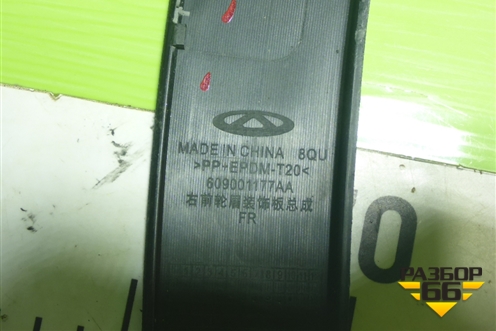 MADE IN CHINA 8QU
>PP+EPDM-T20<
609001177AA
右前轮眉装饰板总成
FR
РАЗБОР
66